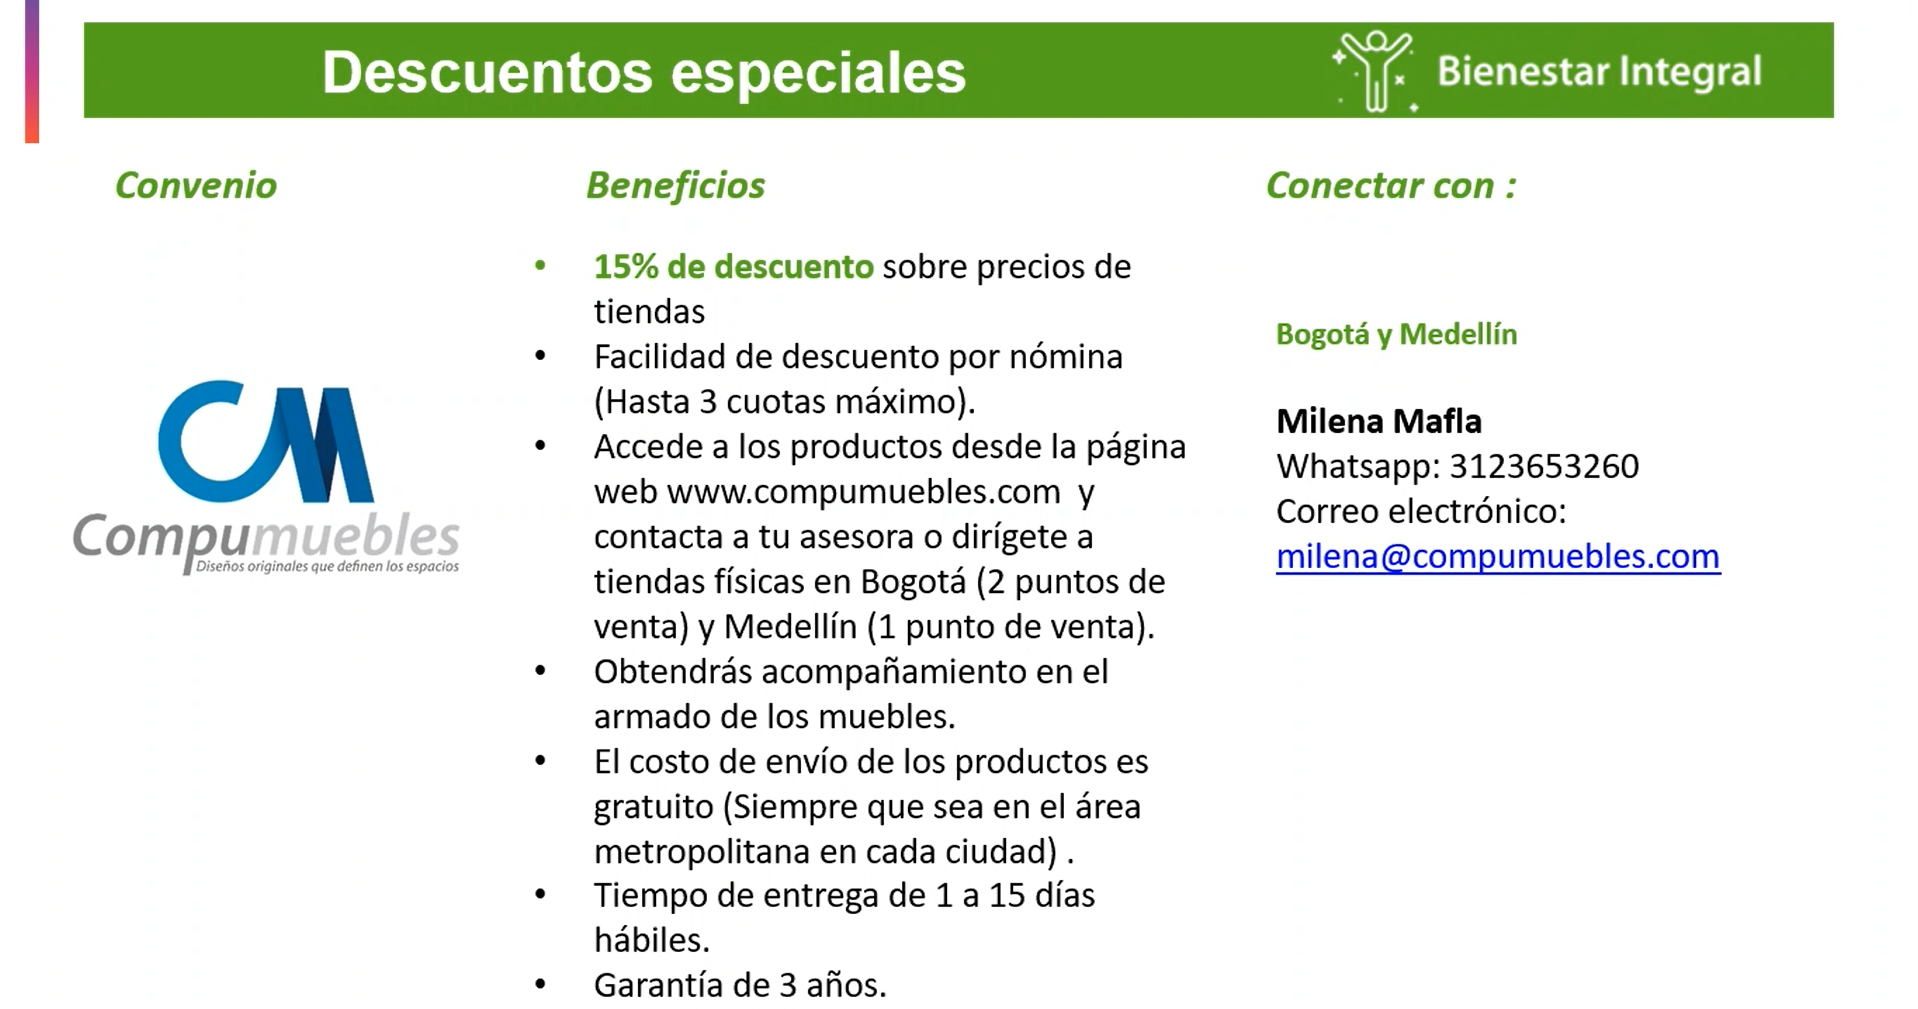 Descuentos especiales
Bienestar Integral
Convenio
Compumuebles
Diseños originales que definen los espacios
Beneficios
• 15% de descuento sobre precios de
tiendas
• Facilidad de descuento por nómina
(Hasta 3 cuotas máximo).
• Accede a los productos desde la página
web www.compumuebles.com y
contacta a tu asesora o dirígete a
tiendas físicas en Bogotá (2 puntos de
venta) y Medellín (1 punto de venta).
• Obtendrás acompañamiento en el
armado de los muebles.
• El costo de envío de los productos es
gratuito (Siempre que sea en el área
metropolitana en cada ciudad) .
• Tiempo de entrega de 1 a 15 días
hábiles.
• Garantía de 3 años.
Conectar con :
Bogotá y Medellín
Milena Mafla
Whatsapp: 3123653260
Correo electrónico:
milena@compumuebles.com